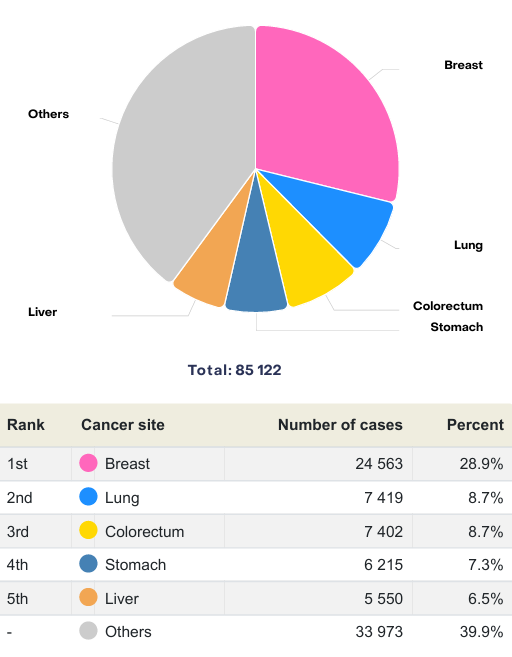 Breast
Others
Lung
Colorectum
Liver
Stomach
Total: 85 122
Rank Cancer site Number of cases Percent
1st Breast 24 563 28.9%
2nd Lung 7 419 8.7%
3rd Colorectum 7 402 8.7%
4th Stomach 6 215 7.3%
5th Liver 5 550 6.5%
- Others 33 973 39.9%